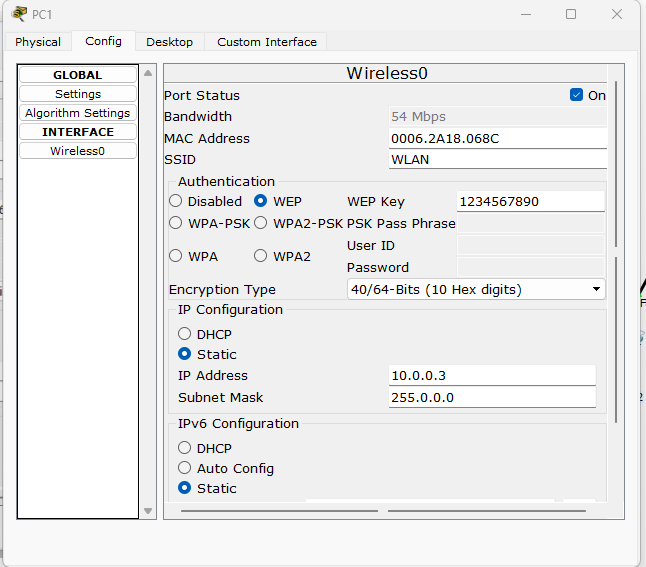 PC1
Physical Config Desktop Custom Interface
GLOBAL
Settings
Algorithm Settings
INTERFACE
Wireless0
Wireless0
Port Status On
Bandwidth 54 Mbps
MAC Address 0006.2A18.068C
SSID WLAN
Authentication
Disabled WEP WEP Key 1234567890
WPA-PSK WPA2-PSK PSK Pass Phrase
User ID
WPA WPA2
Password
Encryption Type 40/64-Bits (10 Hex digits)
IP Configuration
DHCP
Static
IP Address 10.0.0.3
Subnet Mask 255.0.0.0
IPv6 Configuration
DHCP
Auto Config
Static